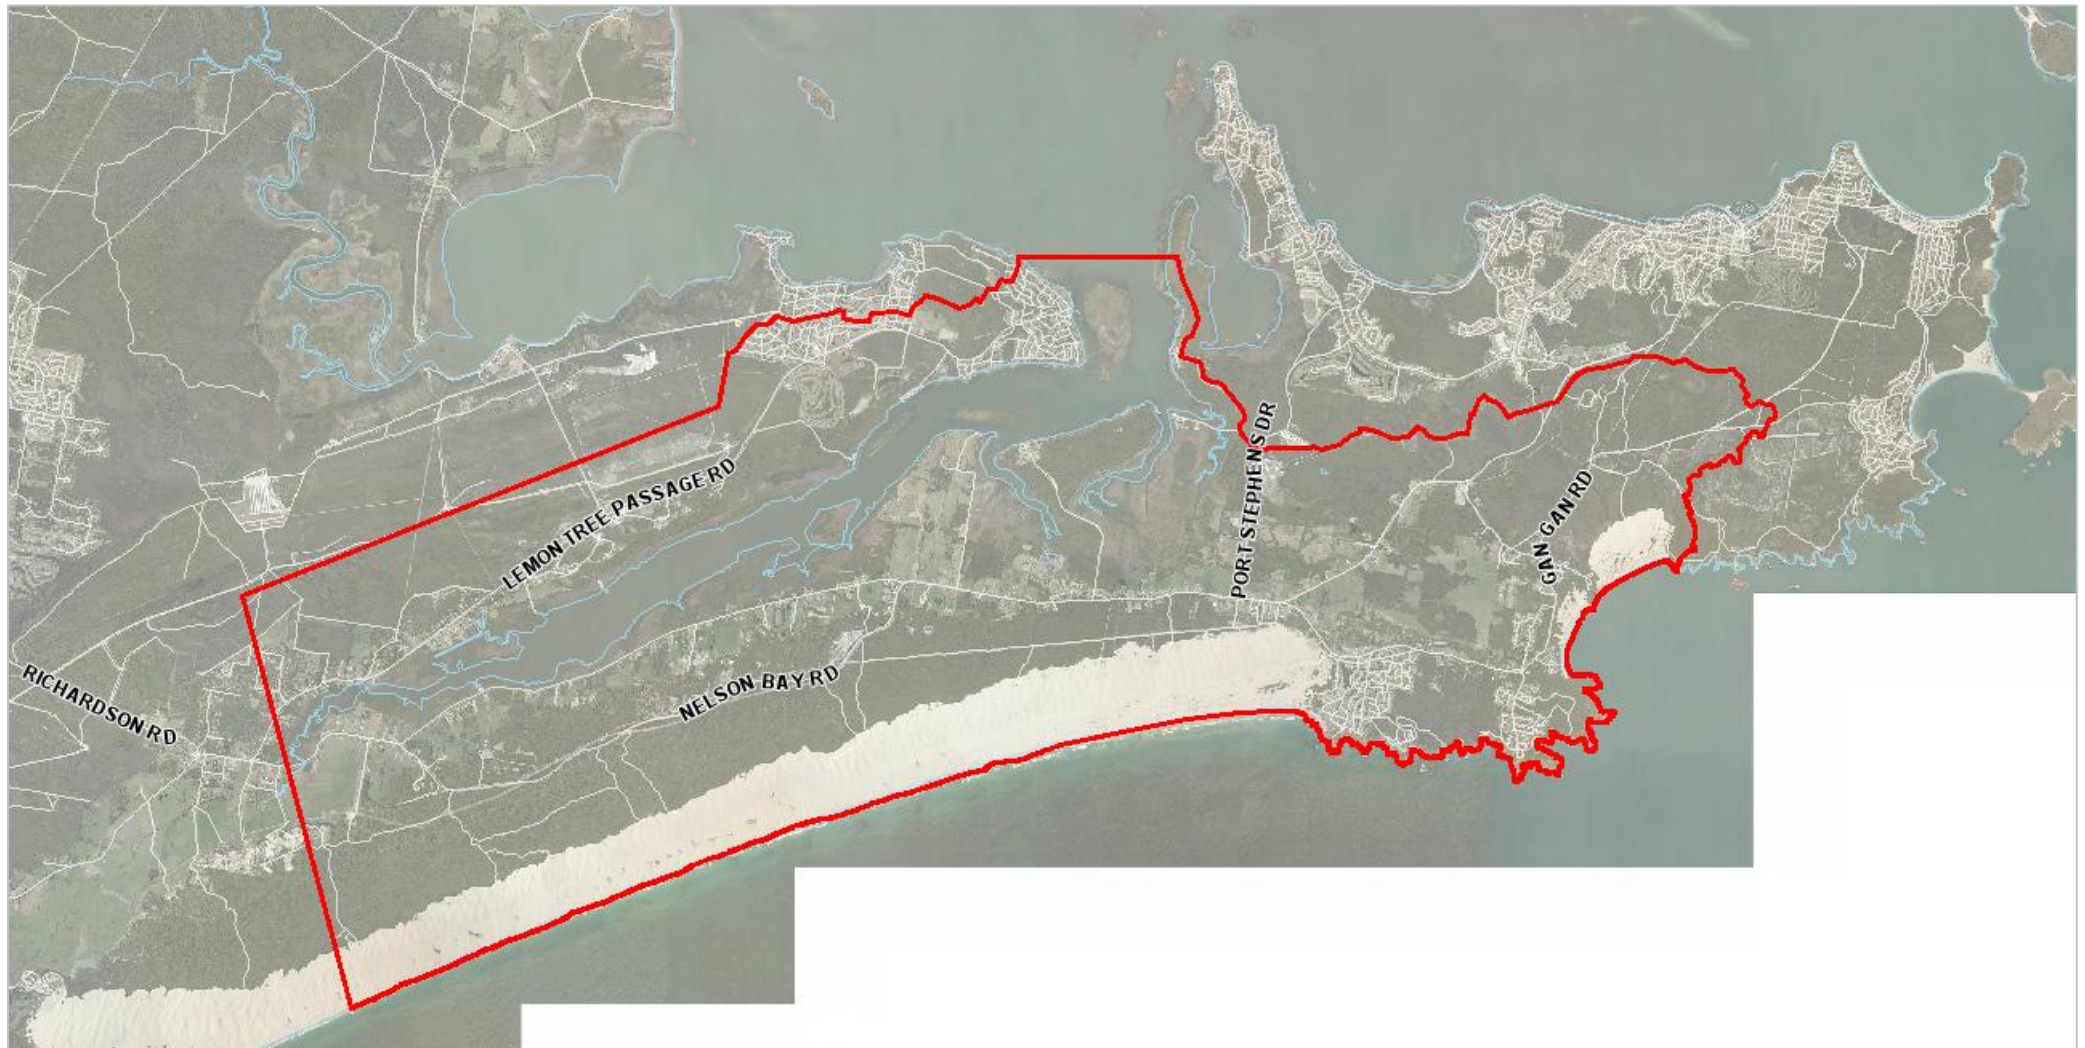 PORT STEPHENS DR
LEMON TREE PASSAGE RD
GAN GAN RD
RICHARDSON RD
NELSON BAY RD